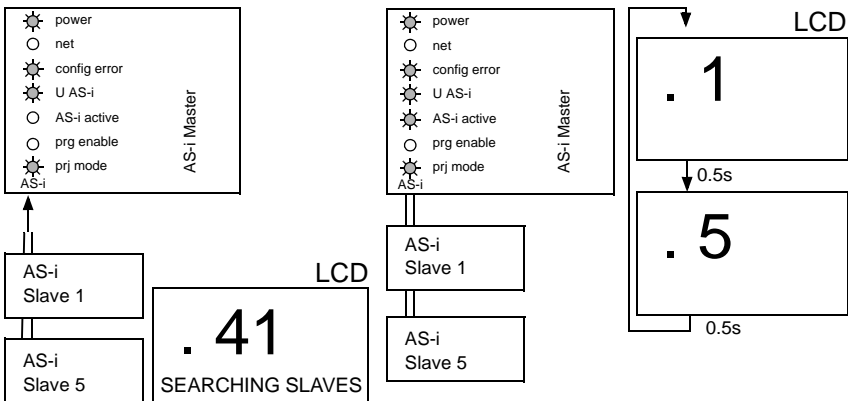 power
net
config error
U AS-i
AS-i active
prg enable
prj mode
AS-i
AS-i Master
AS-i
Slave 1
AS-i
Slave 5
LCD
. 41
SEARCHING SLAVES
power
net
config error
U AS-i
AS-i active
prg enable
prj mode
AS-i
AS-i Master
AS-i
Slave 1
AS-i
Slave 5
LCD
. 1
0.5s
. 5
0.5s